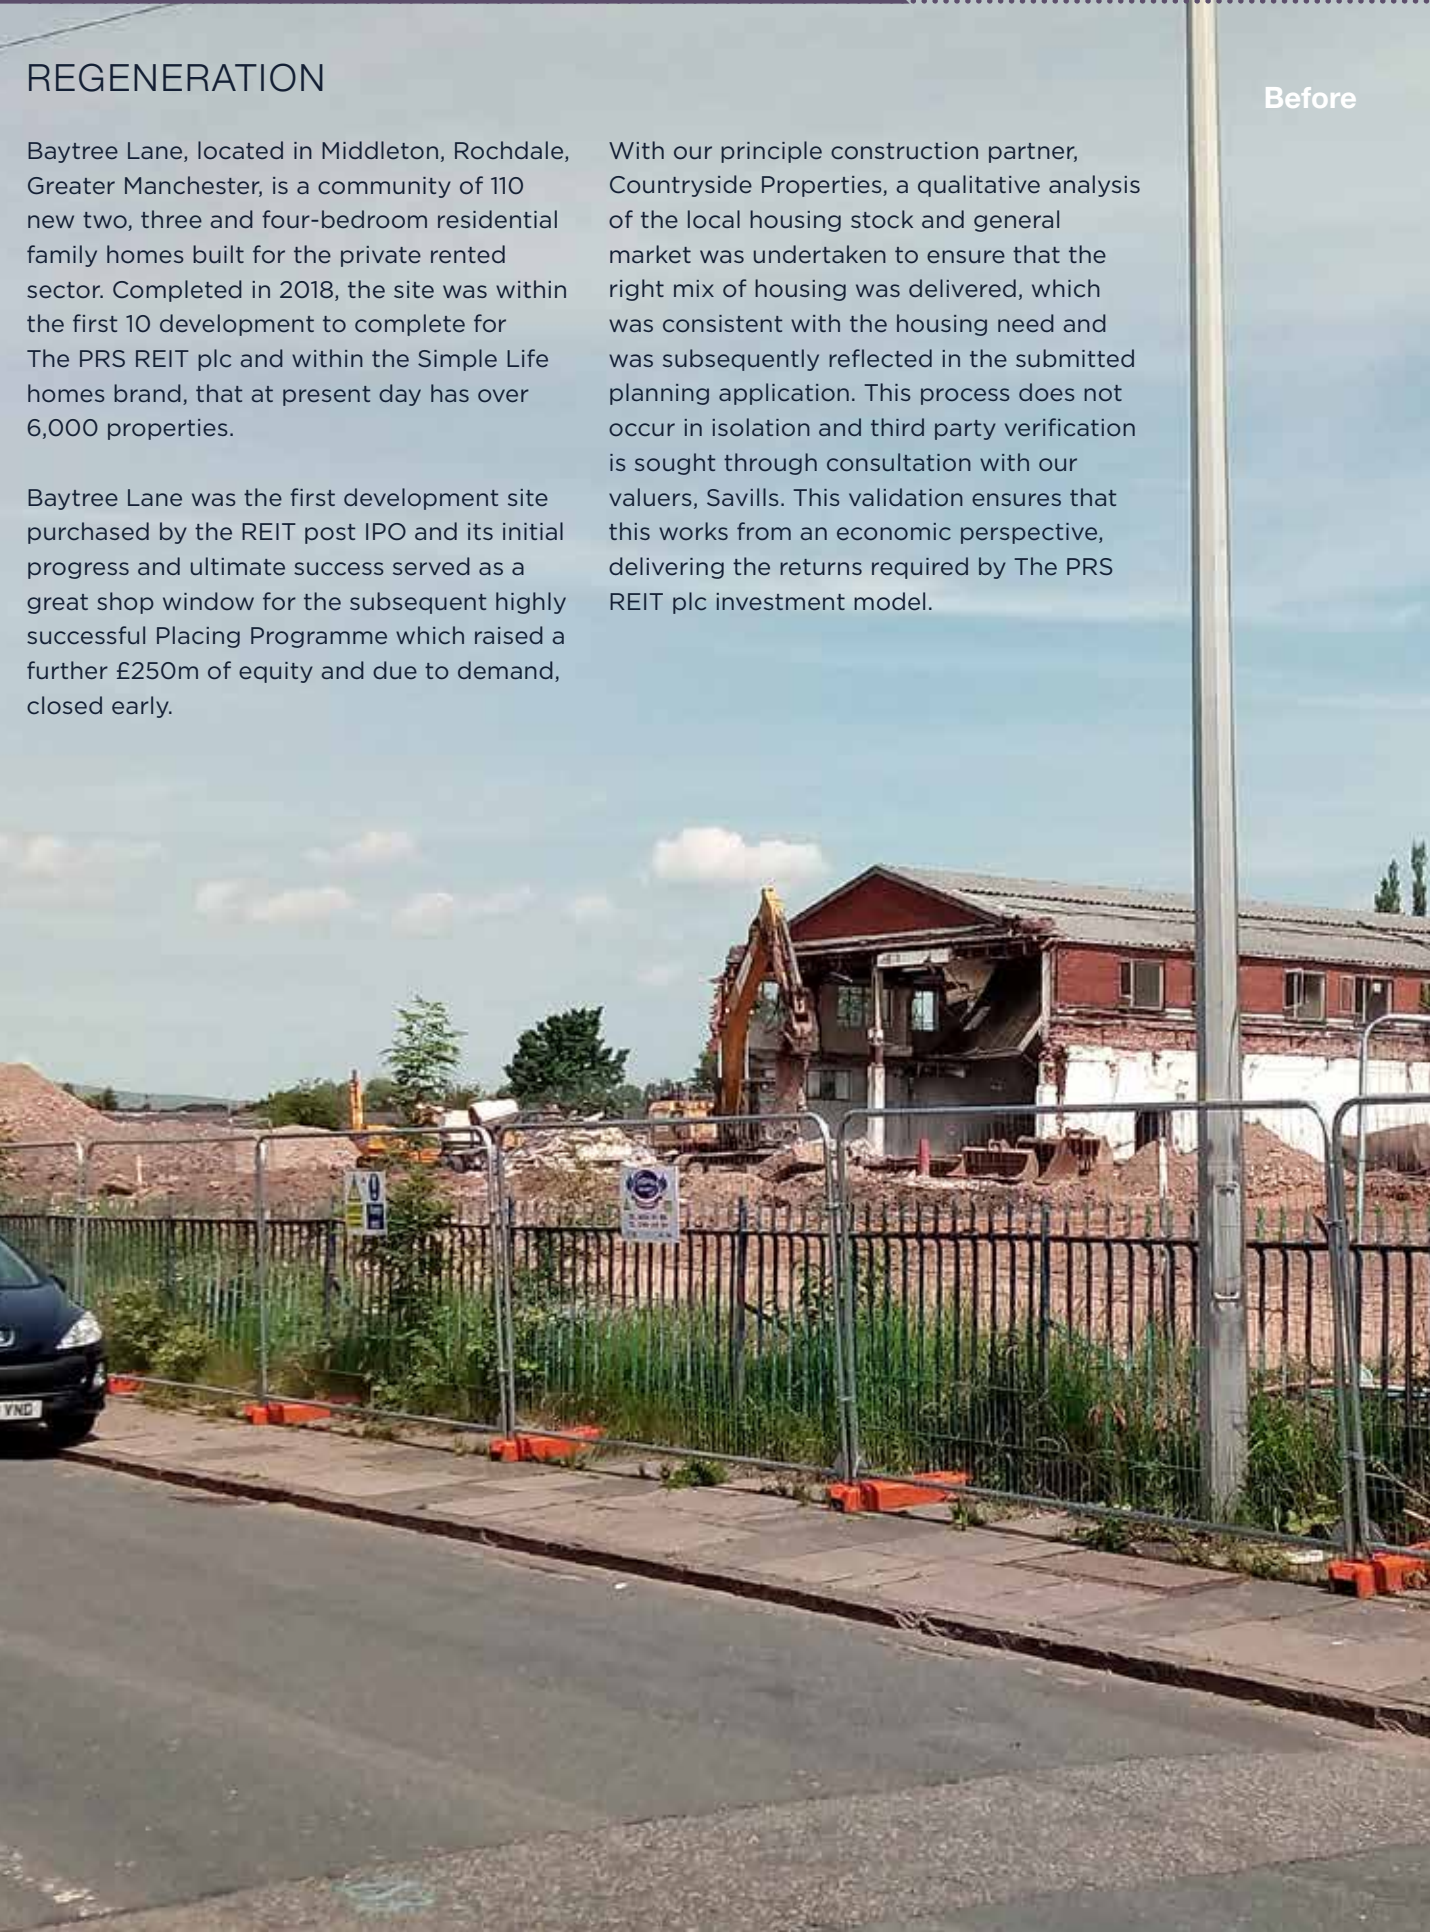 REGENERATION
Before
Baytree Lane, located in Middleton, Rochdale,
Greater Manchester, is a community of 110
new two, three and four-bedroom residential
family homes built for the private rented
sector. Completed in 2018, the site was within
the first 10 development to complete for
The PRS REIT plc and within the Simple Life
homes brand, that at present day has over
6,000 properties.
Baytree Lane was the first development site
purchased by the REIT post IPO and its initial
progress and ultimate success served as a
great shop window for the subsequent highly
successful Placing Programme which raised a
further £250m of equity and due to demand,
closed early.
With our principle construction partner,
Countryside Properties, a qualitative analysis
of the local housing stock and general
market was undertaken to ensure that the
right mix of housing was delivered, which
was consistent with the housing need and
was subsequently reflected in the submitted
planning application. This process does not
occur in isolation and third party verification
is sought through consultation with our
valuers, Savills. This validation ensures that
this works from an economic perspective,
delivering the returns required by The PRS
REIT plc investment model.
YND